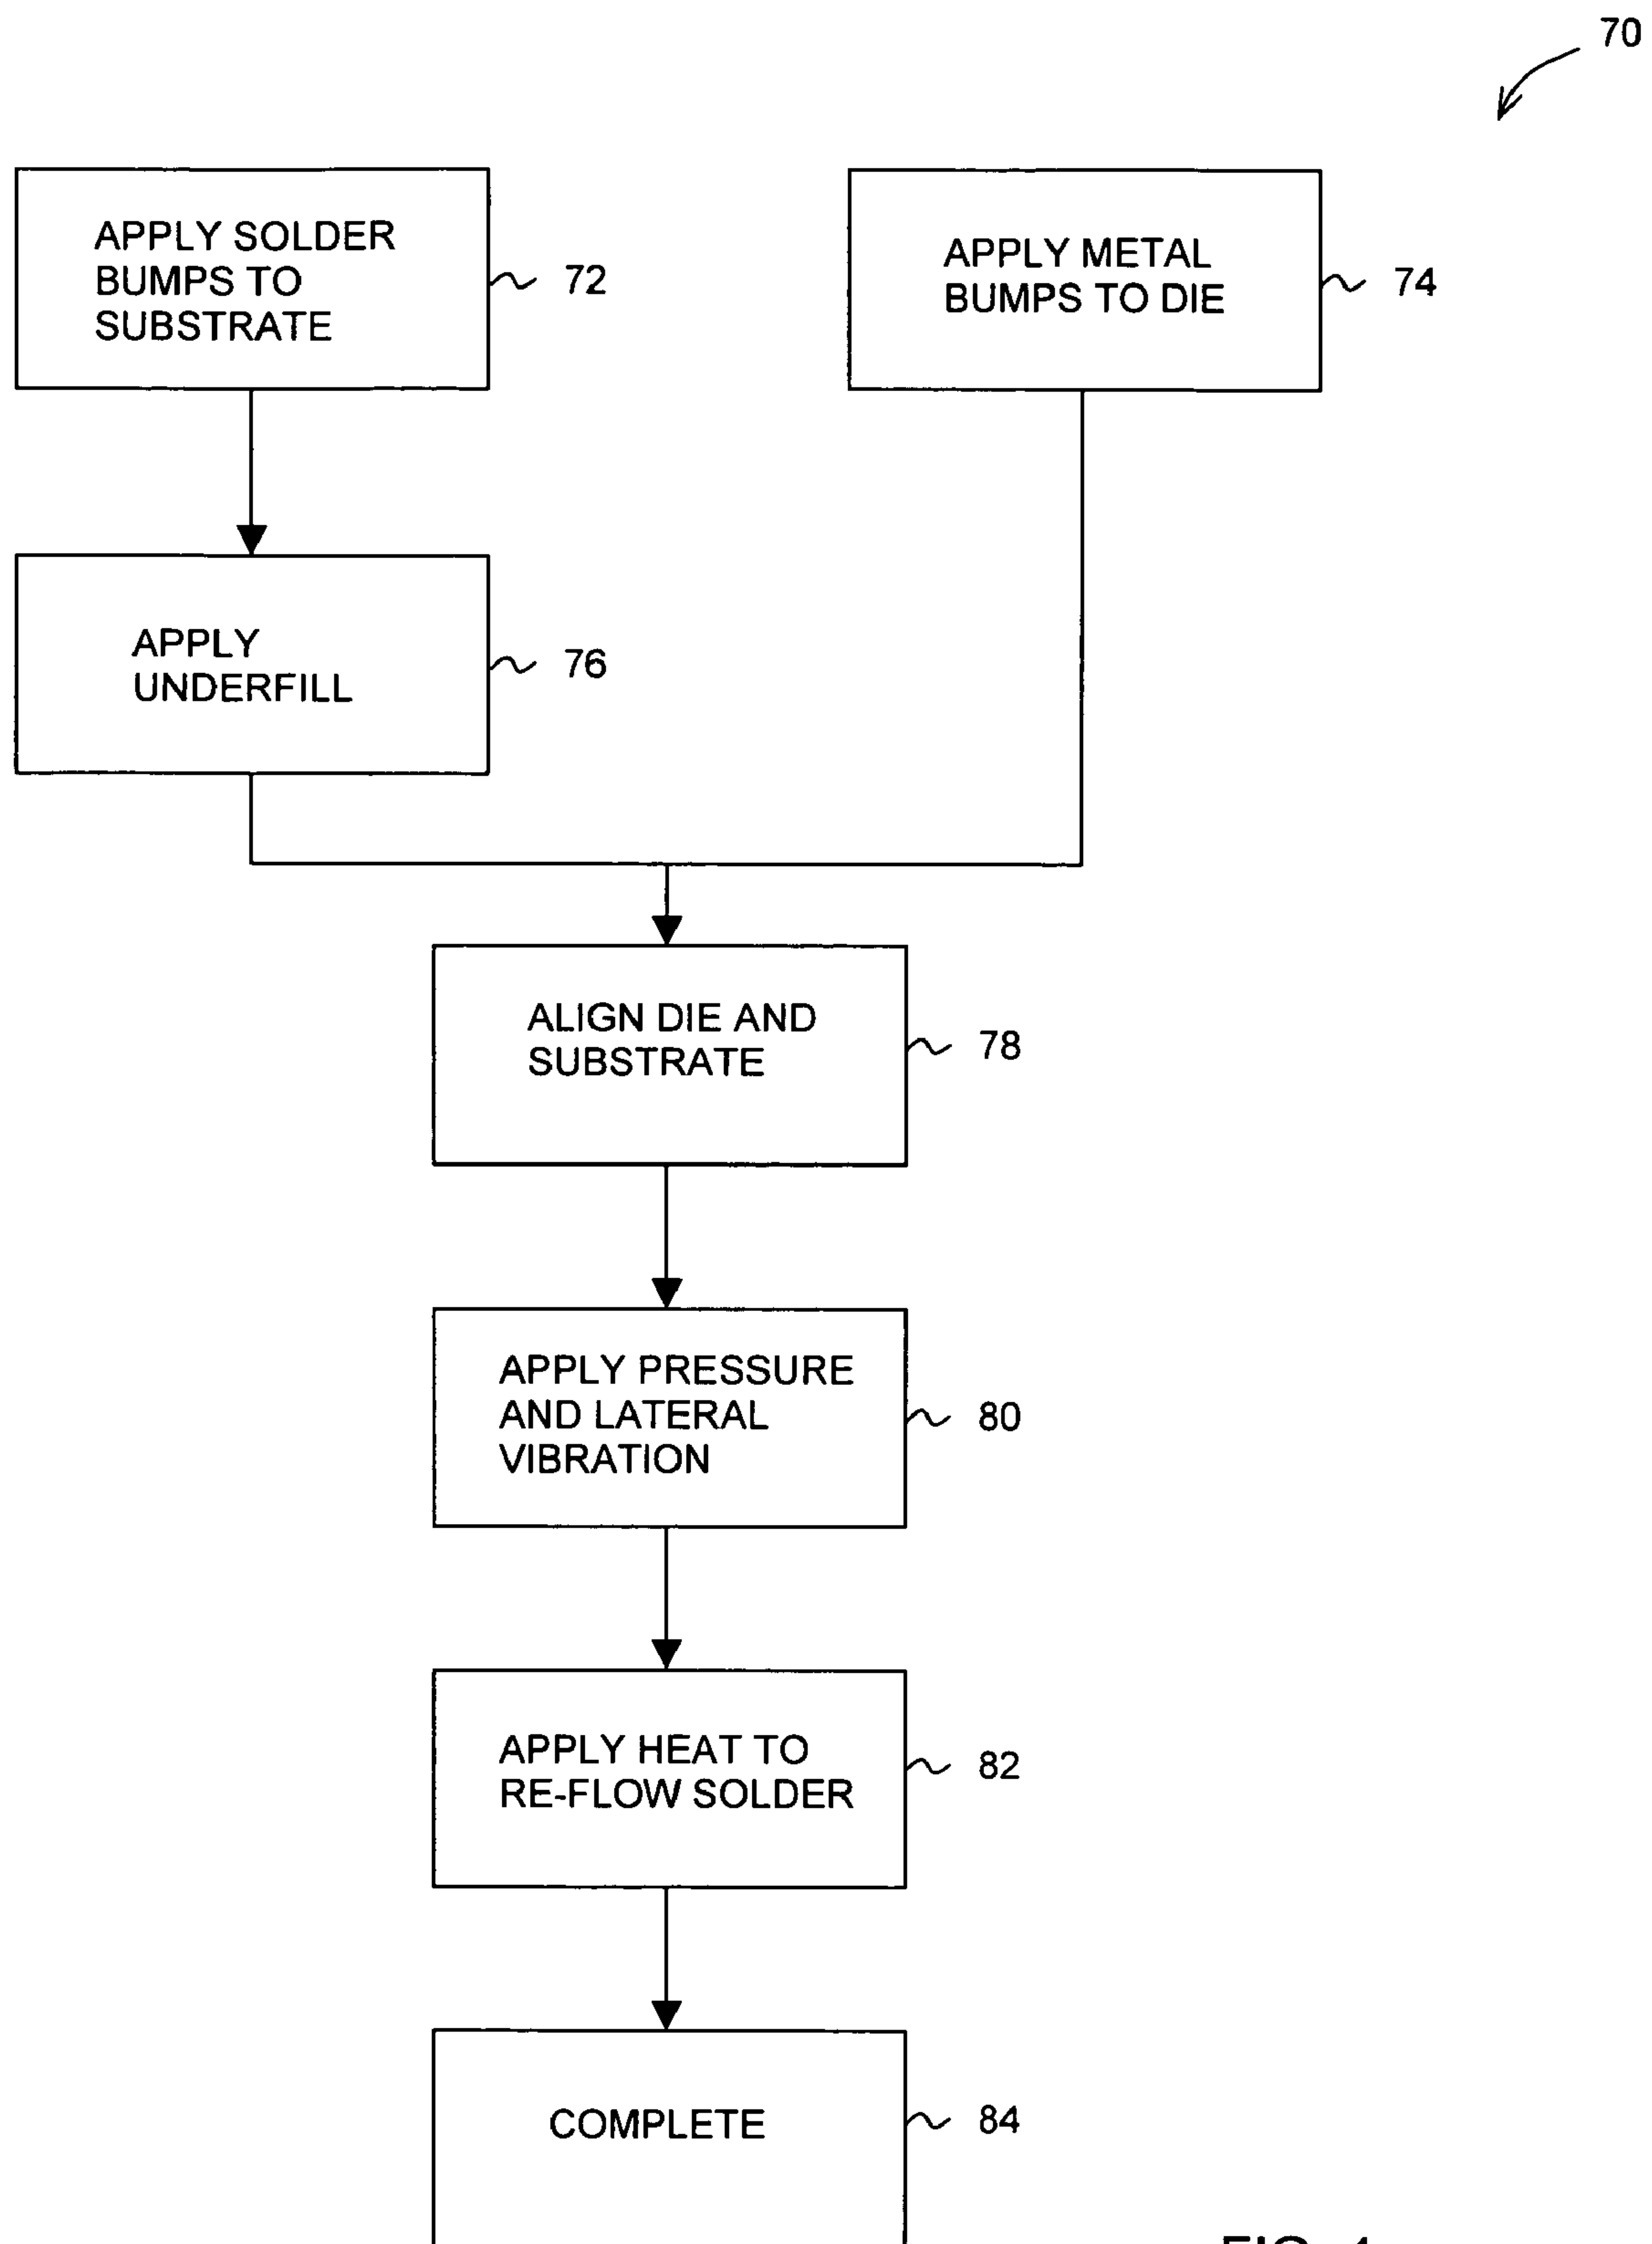 70
APPLY SOLDER
BUMPS TO
SUBSTRATE
72
APPLY METAL
BUMPS TO DIE
74
APPLY
UNDERFILL
76
ALIGN DIE AND
SUBSTRATE
78
APPLY PRESSURE
AND LATERAL
VIBRATION
80
APPLY HEAT TO
RE-FLOW SOLDER
82
COMPLETE
84